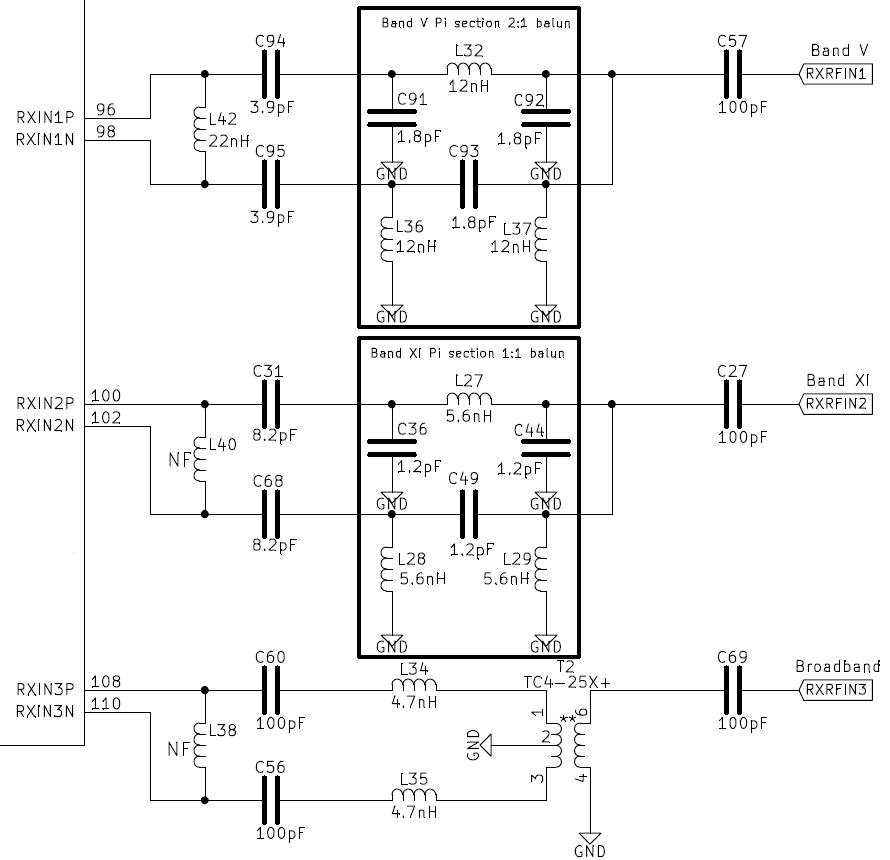 Band V Pi section 2:1 balun
C94
L32
C57
Band V
RXRFIN1
12nH
3.9pF
100pF
RXIN1P 96
C91
C92
L42
22nH
RXIN1N 98
1.8pF
1.8pF
C95
C93
GND
GND
3.9pF
1.8pF
L36
12nH
L37
12nH
GND
GND
Band XI Pi section 1:1 balun
C31
L27
C27
Band XI
RXRFIN2
RXIN2P 100
5.6nH
RXIN2N 102
8.2pF
100pF
C36
C44
NF
L40
1.2pF
1.2pF
C68
C49
GND
GND
8.2pF
1.2pF
L28
5.6nH
L29
5.6nH
GND
GND
C60
L34
T2
TC4-25X+
C69
Broadband
RXRFIN3
RXIN3P 108
4.7nH
RXIN3N 110
100pF
100pF
1
**
6
L38
NF
GND
2
C56
L35
3
4
4.7nH
100pF
GND